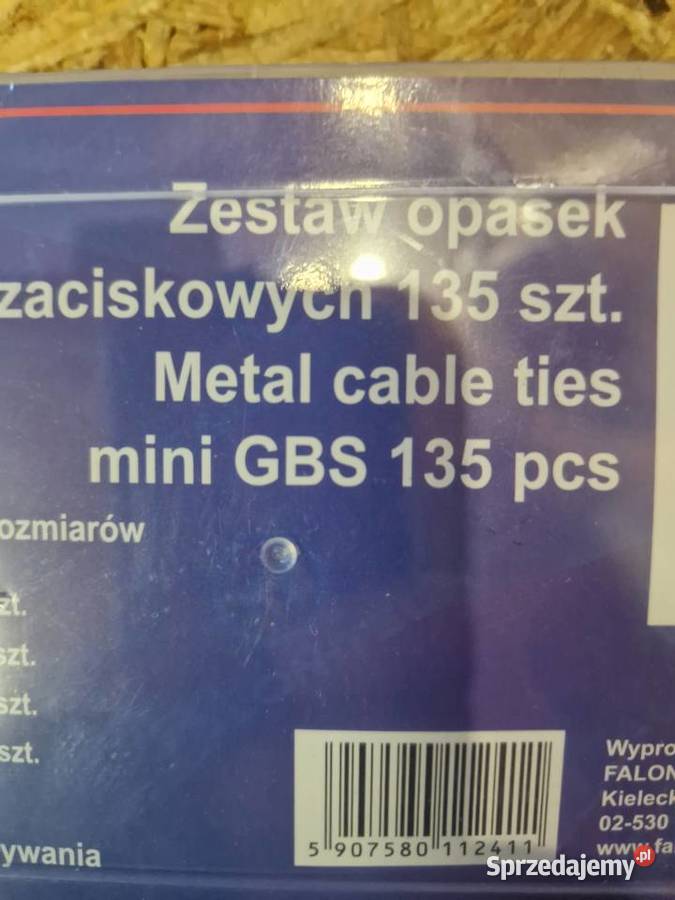 Zestaw opasek
zaciskowych 135 szt.
Metal cable ties
mini GBS 135 pcs
ozmiarów
zt.
szt.
szt.
szt.
ywania
5 907580 112411
Wypro
FALON
Kieleck
02-530
www.fa
Sprzedajemy.pl